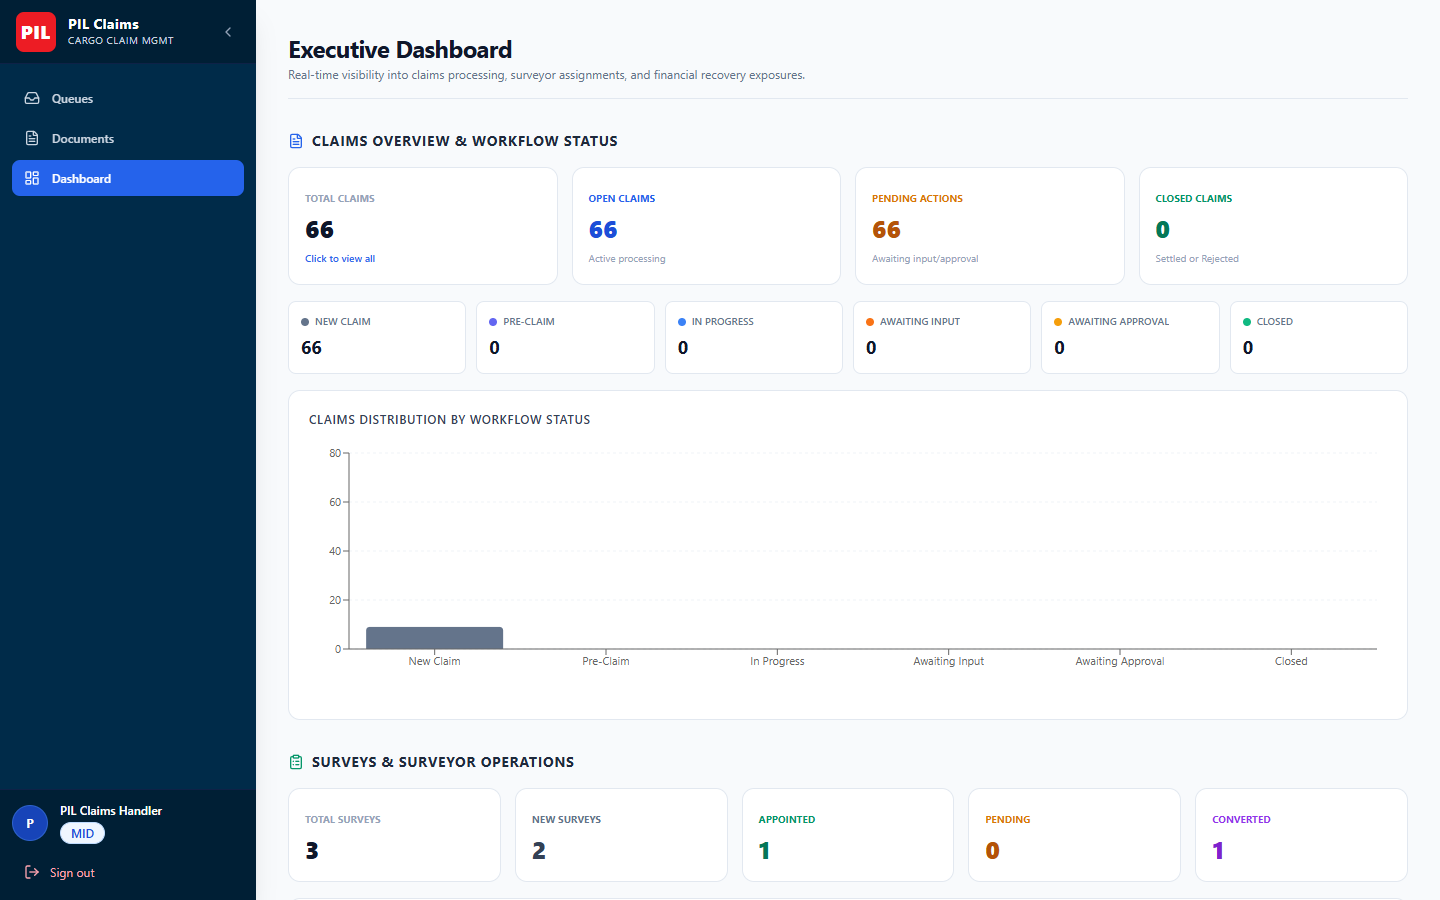 PIL
PIL Claims
CARGO CLAIM MGMT
Queues
Documents
Dashboard
PIL Claims Handler
P
MID
Sign out
Executive Dashboard
Real-time visibility into claims processing, surveyor assignments, and financial recovery exposures.
CLAIMS OVERVIEW & WORKFLOW STATUS
TOTAL CLAIMS
66
Click to view all
OPEN CLAIMS
66
Active processing
PENDING ACTIONS
66
Awaiting input/approval
CLOSED CLAIMS
0
Settled or Rejected
NEW CLAIM
66
PRE-CLAIM
0
IN PROGRESS
0
AWAITING INPUT
0
AWAITING APPROVAL
0
CLOSED
0
CLAIMS DISTRIBUTION BY WORKFLOW STATUS
80
60
40
20
0
New Claim
Pre-Claim
In Progress
Awaiting Input
Awaiting Approval
Closed
SURVEYS & SURVEYOR OPERATIONS
TOTAL SURVEYS
3
NEW SURVEYS
2
APPOINTED
1
PENDING
0
CONVERTED
1